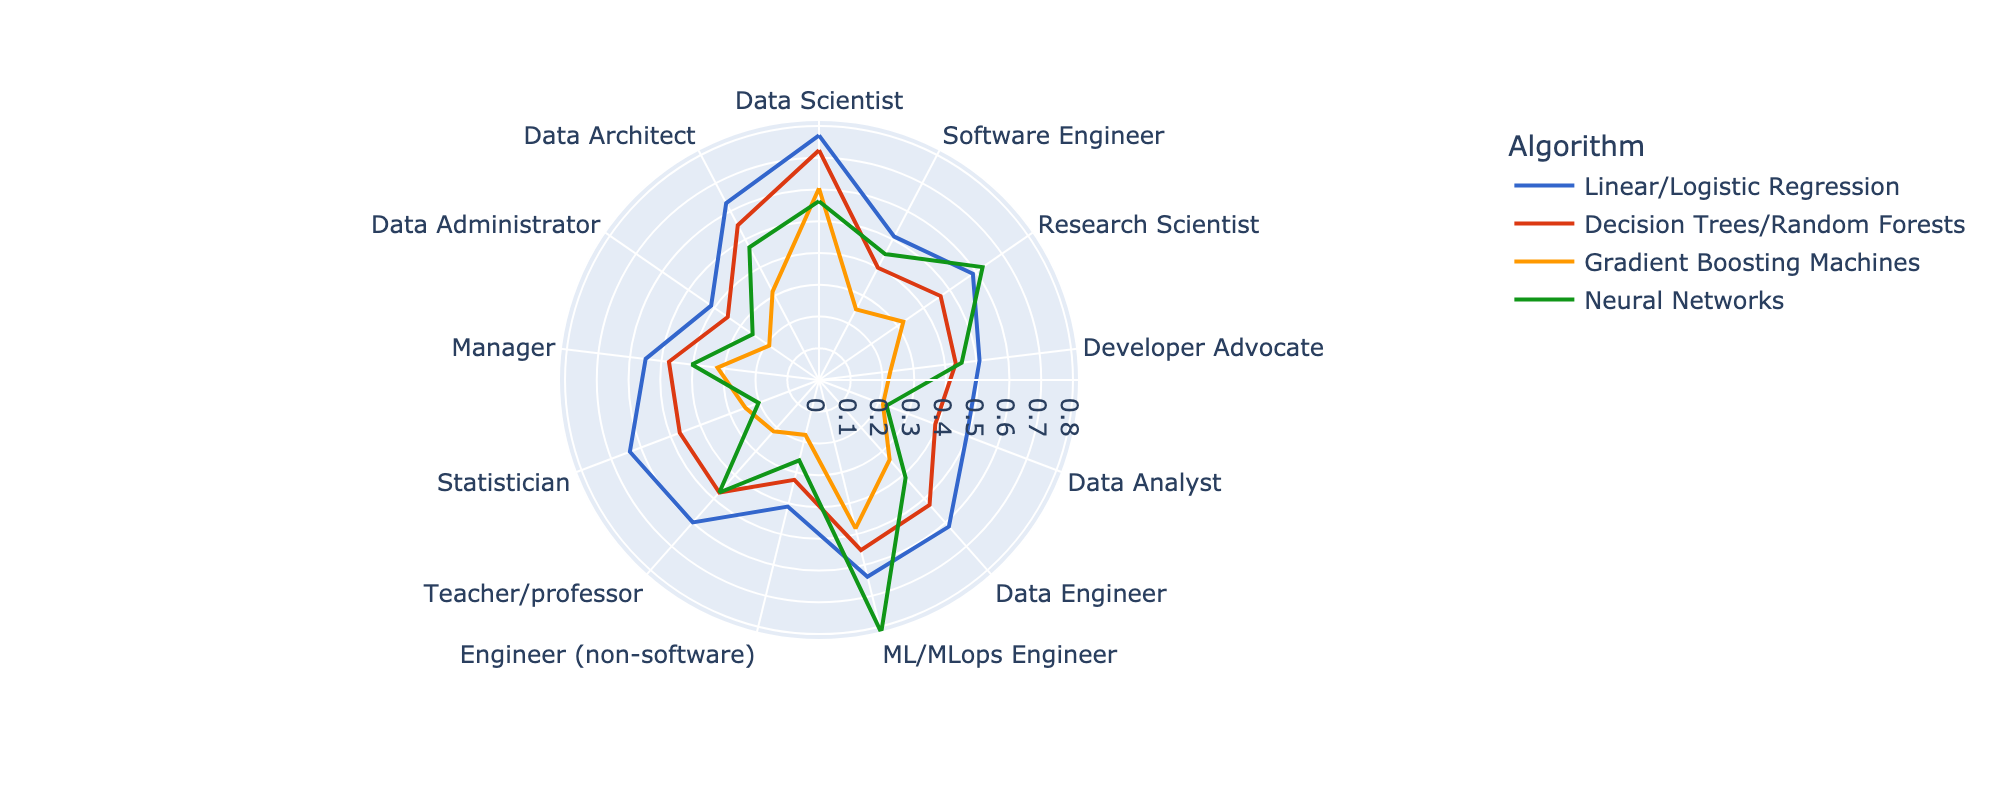 Data Scientist
Data Architect
Software Engineer
Data Administrator
Research Scientist
Manager
Developer Advocate
0
0.1
0.2
0.3
0.4
0.5
0.6
0.7
0.8
Statistician
Data Analyst
Teacher/professor
Data Engineer
Engineer (non-software)
ML/MLops Engineer
Algorithm
Linear/Logistic Regression
Decision Trees/Random Forests
Gradient Boosting Machines
Neural Networks